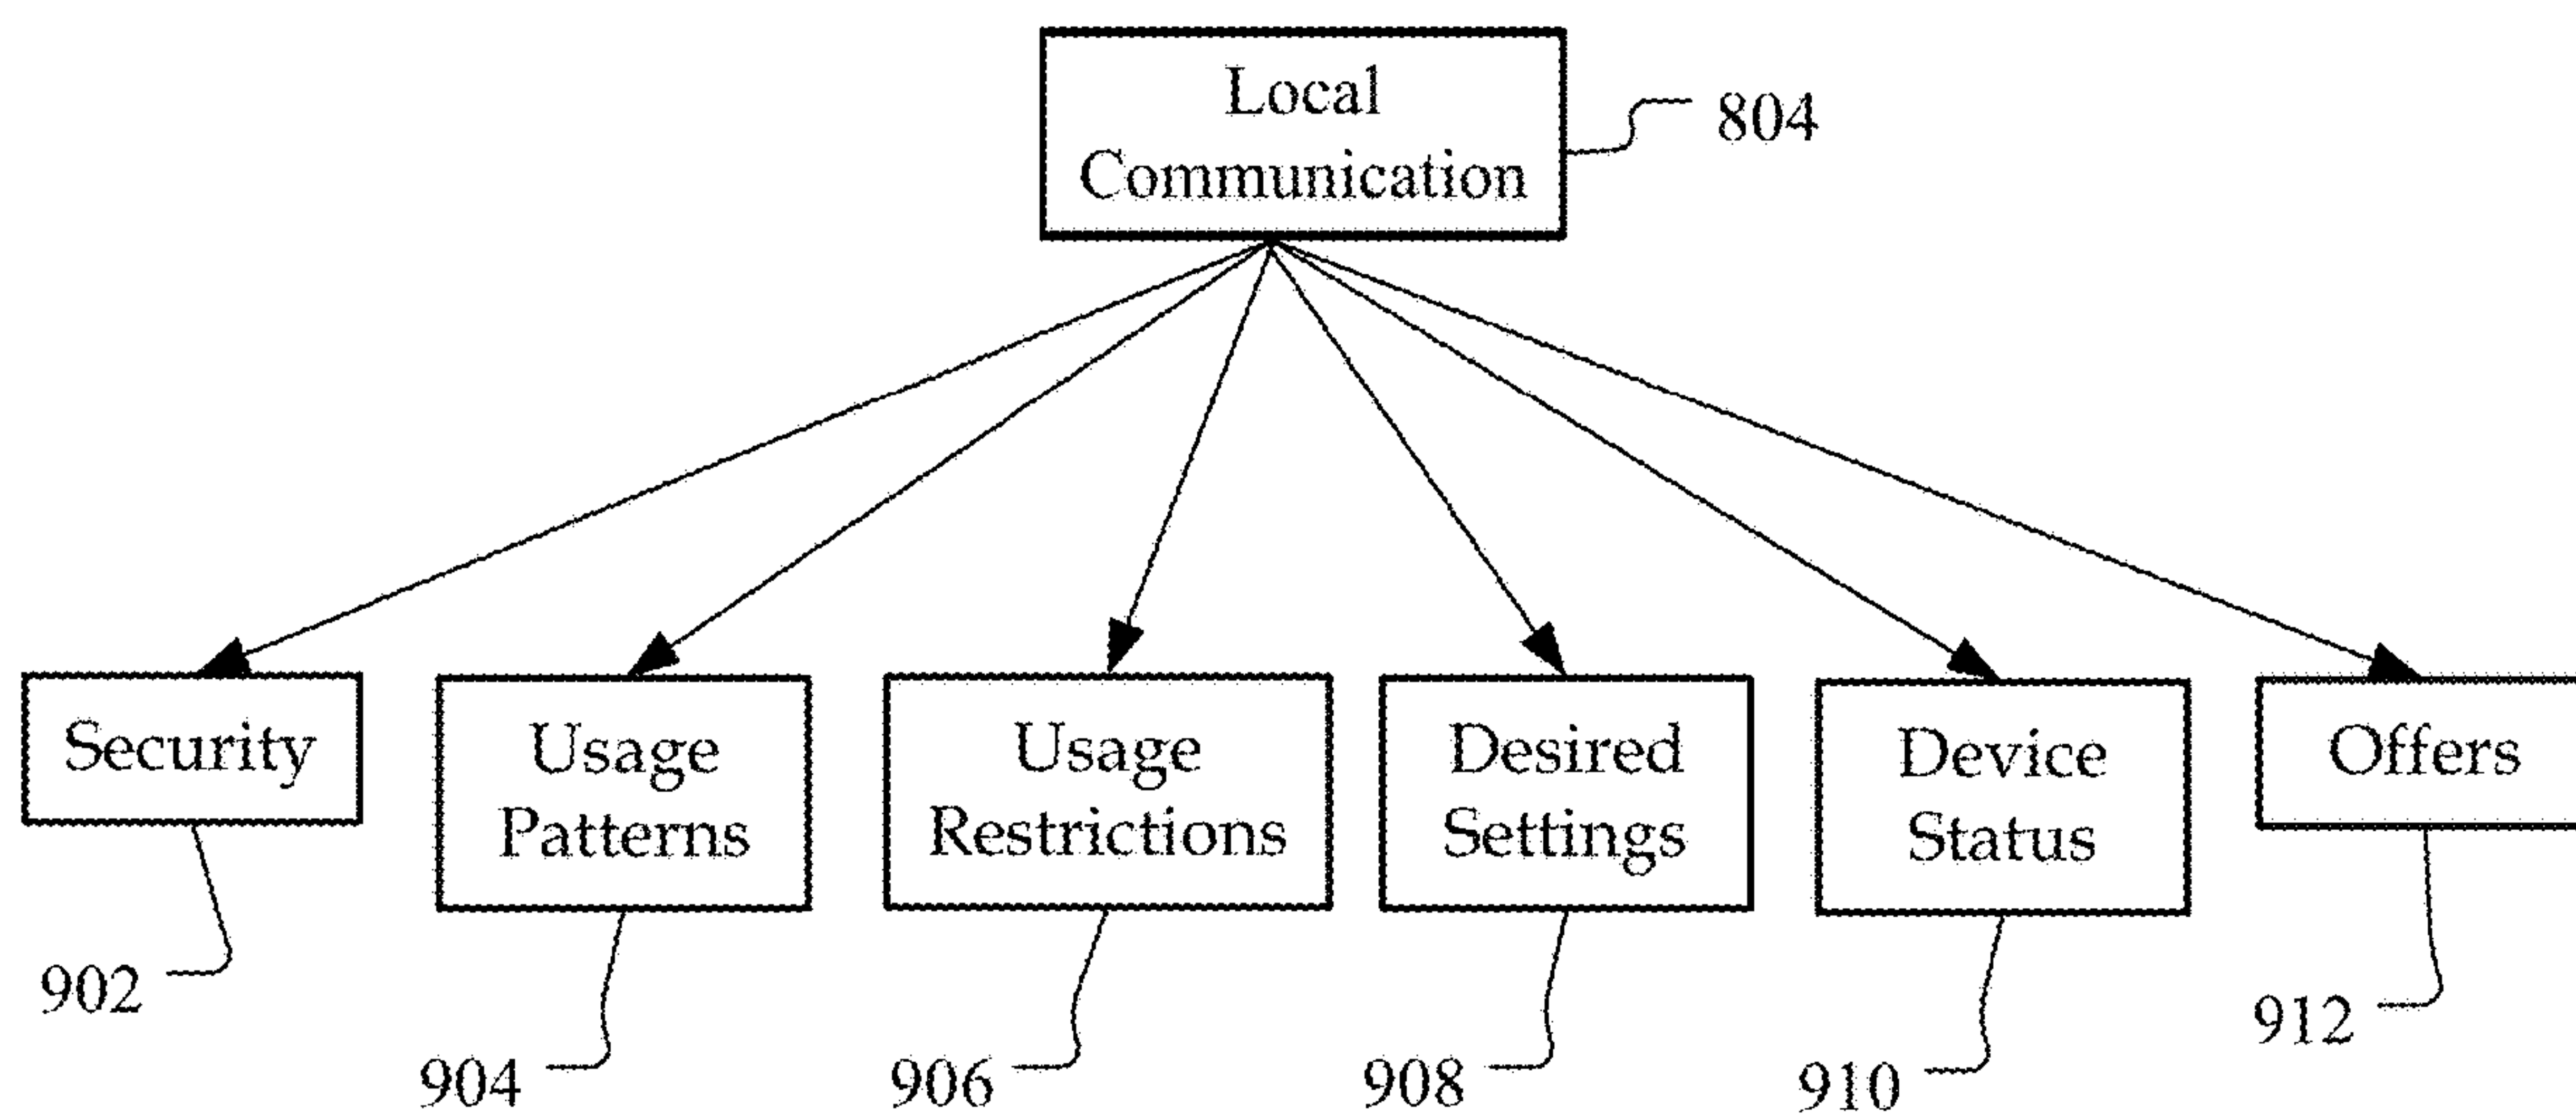 Local
Communication
804
Security
Usage
Patterns
Usage
Restrictions
Desired
Settings
Device
Status
Offers
902
904
906
908
910
912